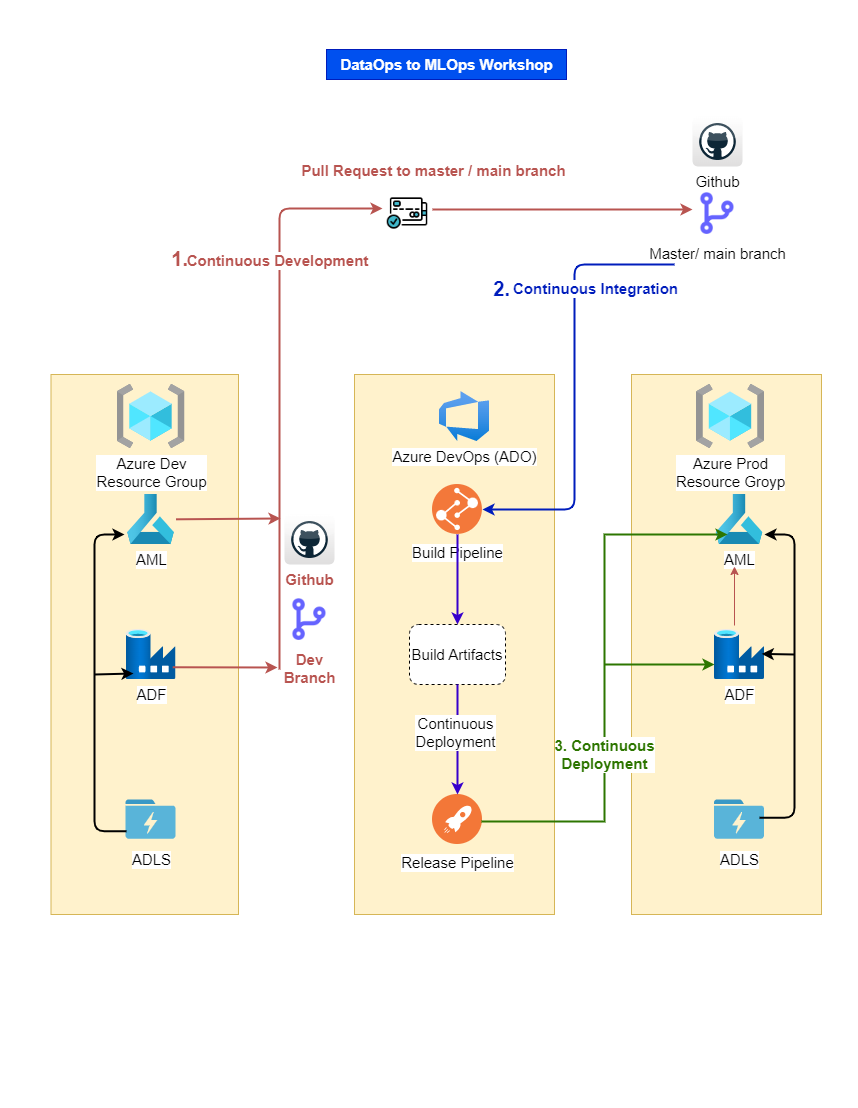 DataOps to MLOps Workshop
Github
Pull Request to master / main branch
Master/ main branch
1.Continuous Development
2. Continuous Integration
Azure Dev
Resource Group
AML
Github
Dev
Branch
ADF
ADLS
Azure DevOps (ADO)
Build Pipeline
Build Artifacts
Continuous
Deployment
Release Pipeline
3. Continuous
Deployment
Azure Prod
Resource Groyp
AML
ADF
ADLS